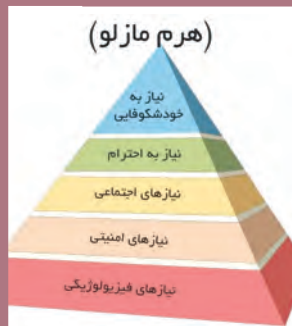 (هرم مازلو)
نیاز به
خودشکوفایی
نیاز به احترام
نیازهای اجتماعی
نیازهای امنیتی
نیازهای فیزیولوژیکی